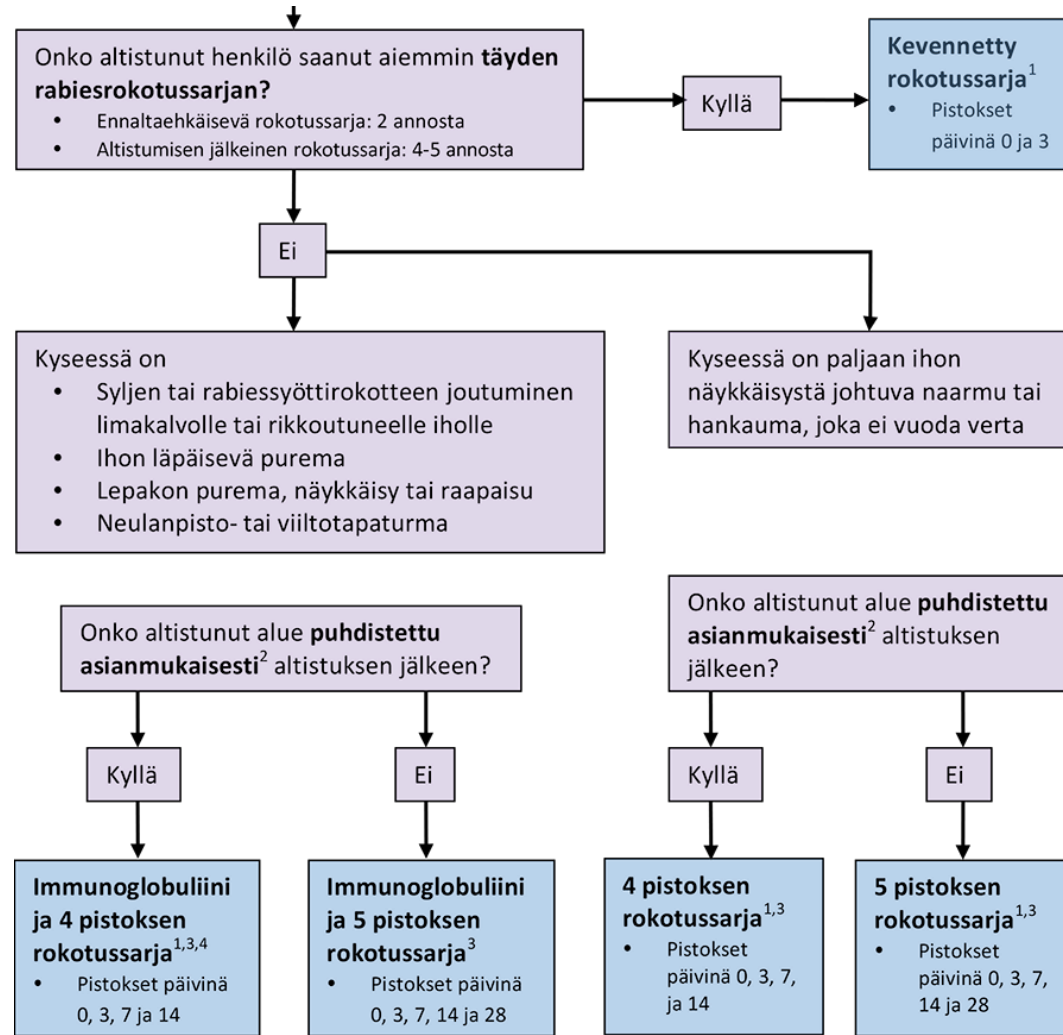 Onko altistunut henkilö saanut aiemmin täyden
rabiesrokotussarjan?
• Ennaltaehkäisevä rokotussarja: 2 annosta
• Altistumisen jälkeinen rokotussarja: 4-5 annosta
Kyllä
Kevennetty
rokotussarja¹
• Pistokset
päivinä 0 ja 3
Ei
Kyseessä on
• Syljen tai rabiessyöttirokotteen joutuminen
limakalvolle tai rikkoutuneelle iholle
• Ihon läpäisevä purema
• Lepakon purema, näykkäisy tai raapaisu
• Neulanpisto- tai viiltotapaturma
Kyseessä on paljaan ihon
näykkäisystä johtuva naarmu tai
hankauma, joka ei vuoda verta
Onko altistunut alue puhdistettu
asianmukaisesti² altistuksen jälkeen?
Onko altistunut alue puhdistettu
asianmukaisesti² altistuksen
jälkeen?
Kyllä
Ei
Kyllä
Ei
Immunoglobuliini
ja 4 pistoksen
rokotussarja¹,³,⁴
• Pistokset päivinä
0, 3, 7 ja 14
Immunoglobuliini
ja 5 pistoksen
rokotussarja³
• Pistokset päivinä
0, 3, 7, 14 ja 28
4 pistoksen
rokotussarja¹,³
• Pistokset
päivinä 0, 3, 7,
ja 14
5 pistoksen
rokotussarja¹,³
• Pistokset
päivinä 0, 3, 7,
14 ja 28